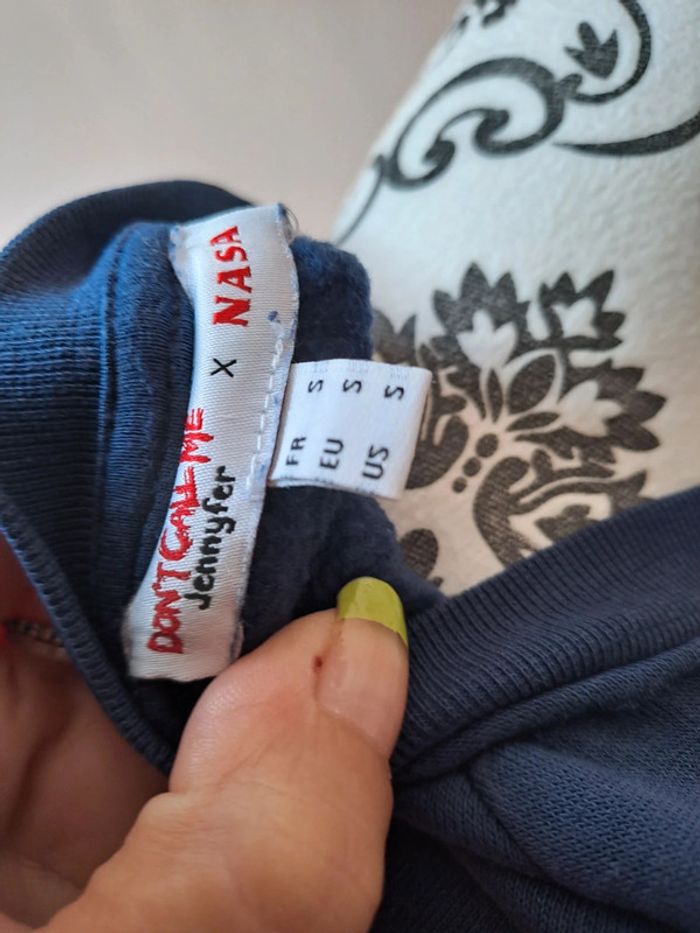 DON'T CALL ME
Jennyfer
X NASA
FR S
EU S
US S